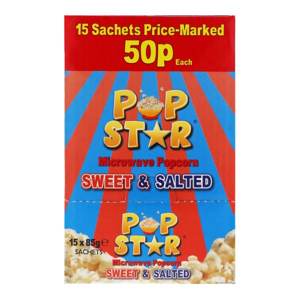 15 Sachets Price-Marked
50p Each
POP
STAR
Microwave Popcorn
SWEET & SALTED
15 x 85g e
SACHETS
POP
STAR
Microwave Popcorn
SWEET & SALTED